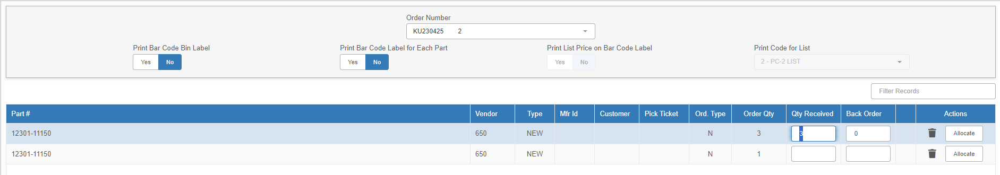 Order Number
KU230425 2
Print Bar Code Bin Label Print Bar Code Label for Each Part Print List Price on Bar Code Label Print Code for List
Yes No Yes No Yes No 2 - PC-2 LIST
Filter Records
Part # Vendor Type Mfr Id Customer Pick Ticket Ord. Type Order Qty Qty Received Back Order Actions
12301-11150 650 NEW N 3 3 0 Allocate
12301-11150 650 NEW N 1 Allocate